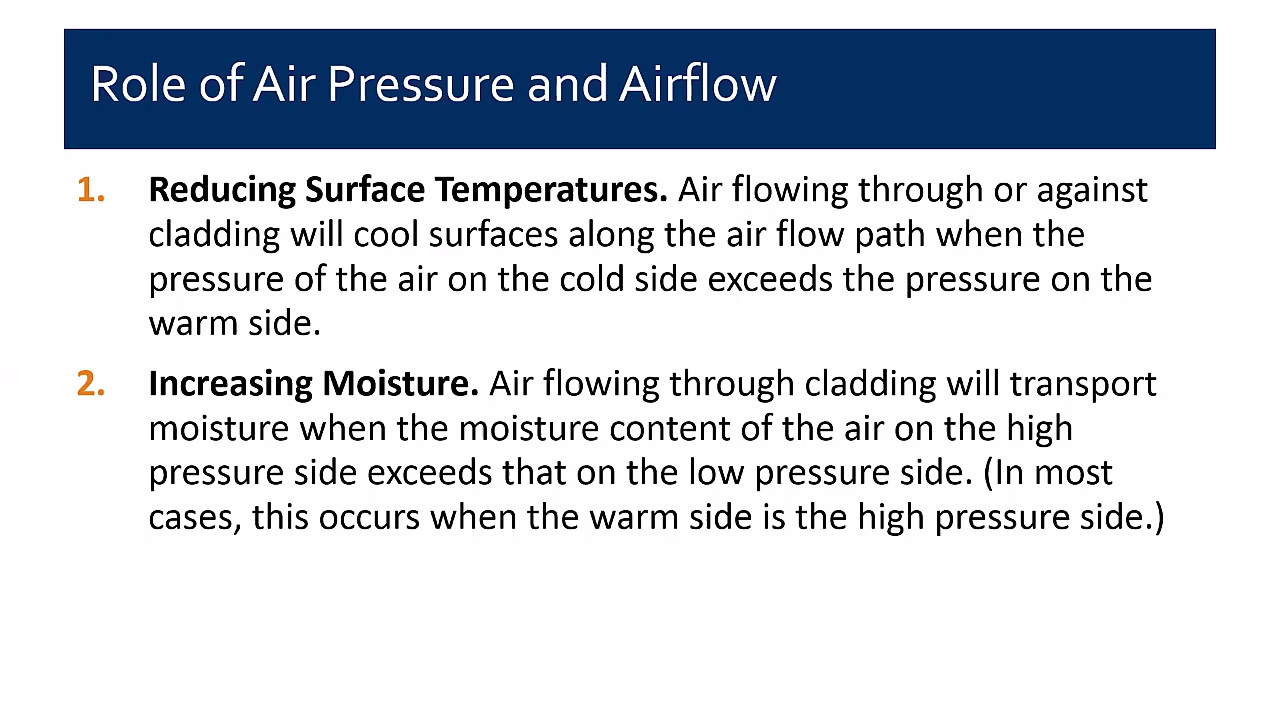 Role of Air Pressure and Airflow
1. Reducing Surface Temperatures. Air flowing through or against
cladding will cool surfaces along the air flow path when the
pressure of the air on the cold side exceeds the pressure on the
warm side.
2. Increasing Moisture. Air flowing through cladding will transport
moisture when the moisture content of the air on the high
pressure side exceeds that on the low pressure side. (In most
cases, this occurs when the warm side is the high pressure side.)